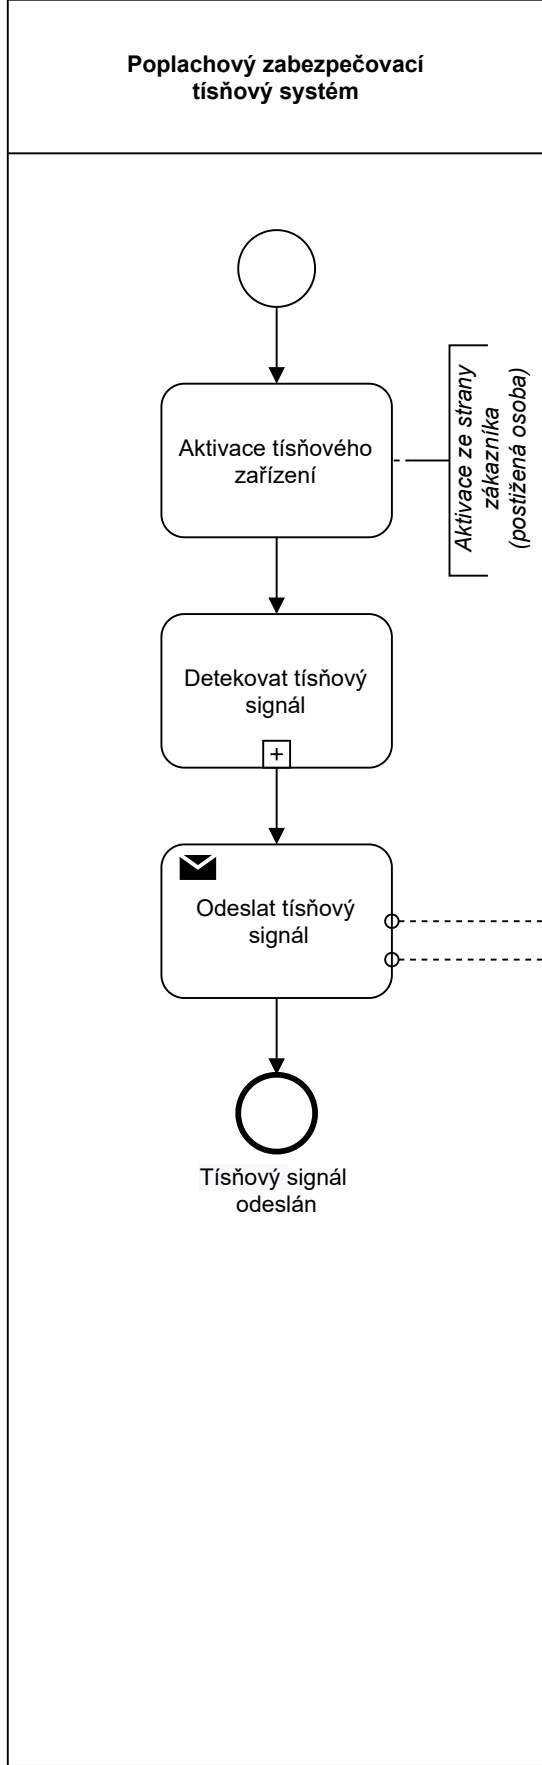 Poplachový zabezpečovací
tísňový systém
Aktivace tísňového
zařízení
Aktivace ze strany
zákazníka
(postižená osoba)
Detekovat tísňový
signál
+
Odeslat tísňový
signál
Tísňový signál
odeslán